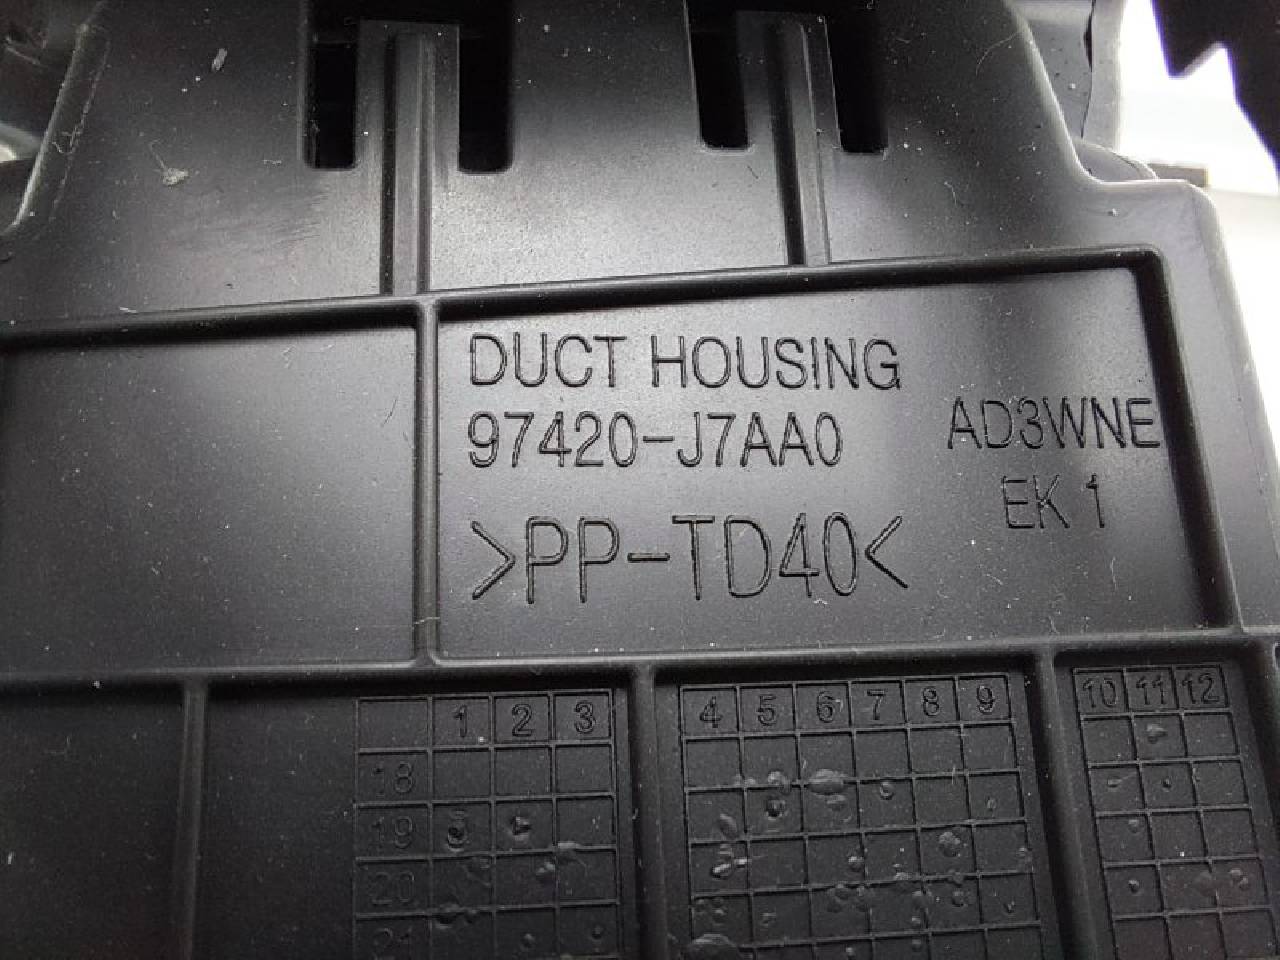 DUCT HOUSING
97420-J7AA0
AD3WNE
EK 1
>PP-TD40<
1 2 3 4 5 6 7 8 9 10 11 12
18
19
20
21